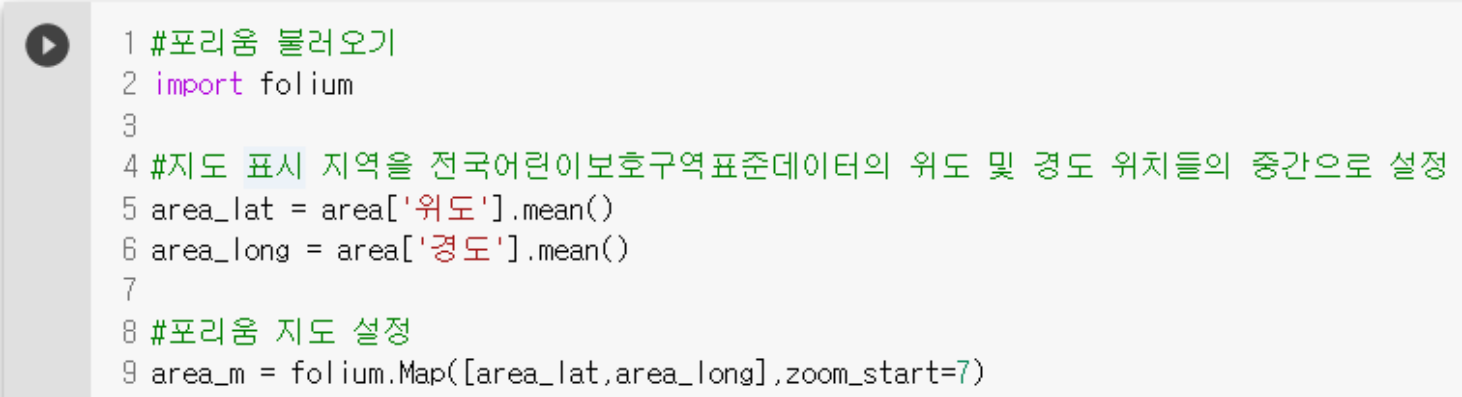 1 #포리움 불러오기
2 import folium
3
4 #지도 표시 지역을 전국어린이보호구역표준데이터의 위도 및 경도 위치들의 중간으로 설정
5 area_lat = area['위도'].mean()
6 area_long = area['경도'].mean()
7
8 #포리움 지도 설정
9 area_m = folium.Map([area_lat,area_long],zoom_start=7)